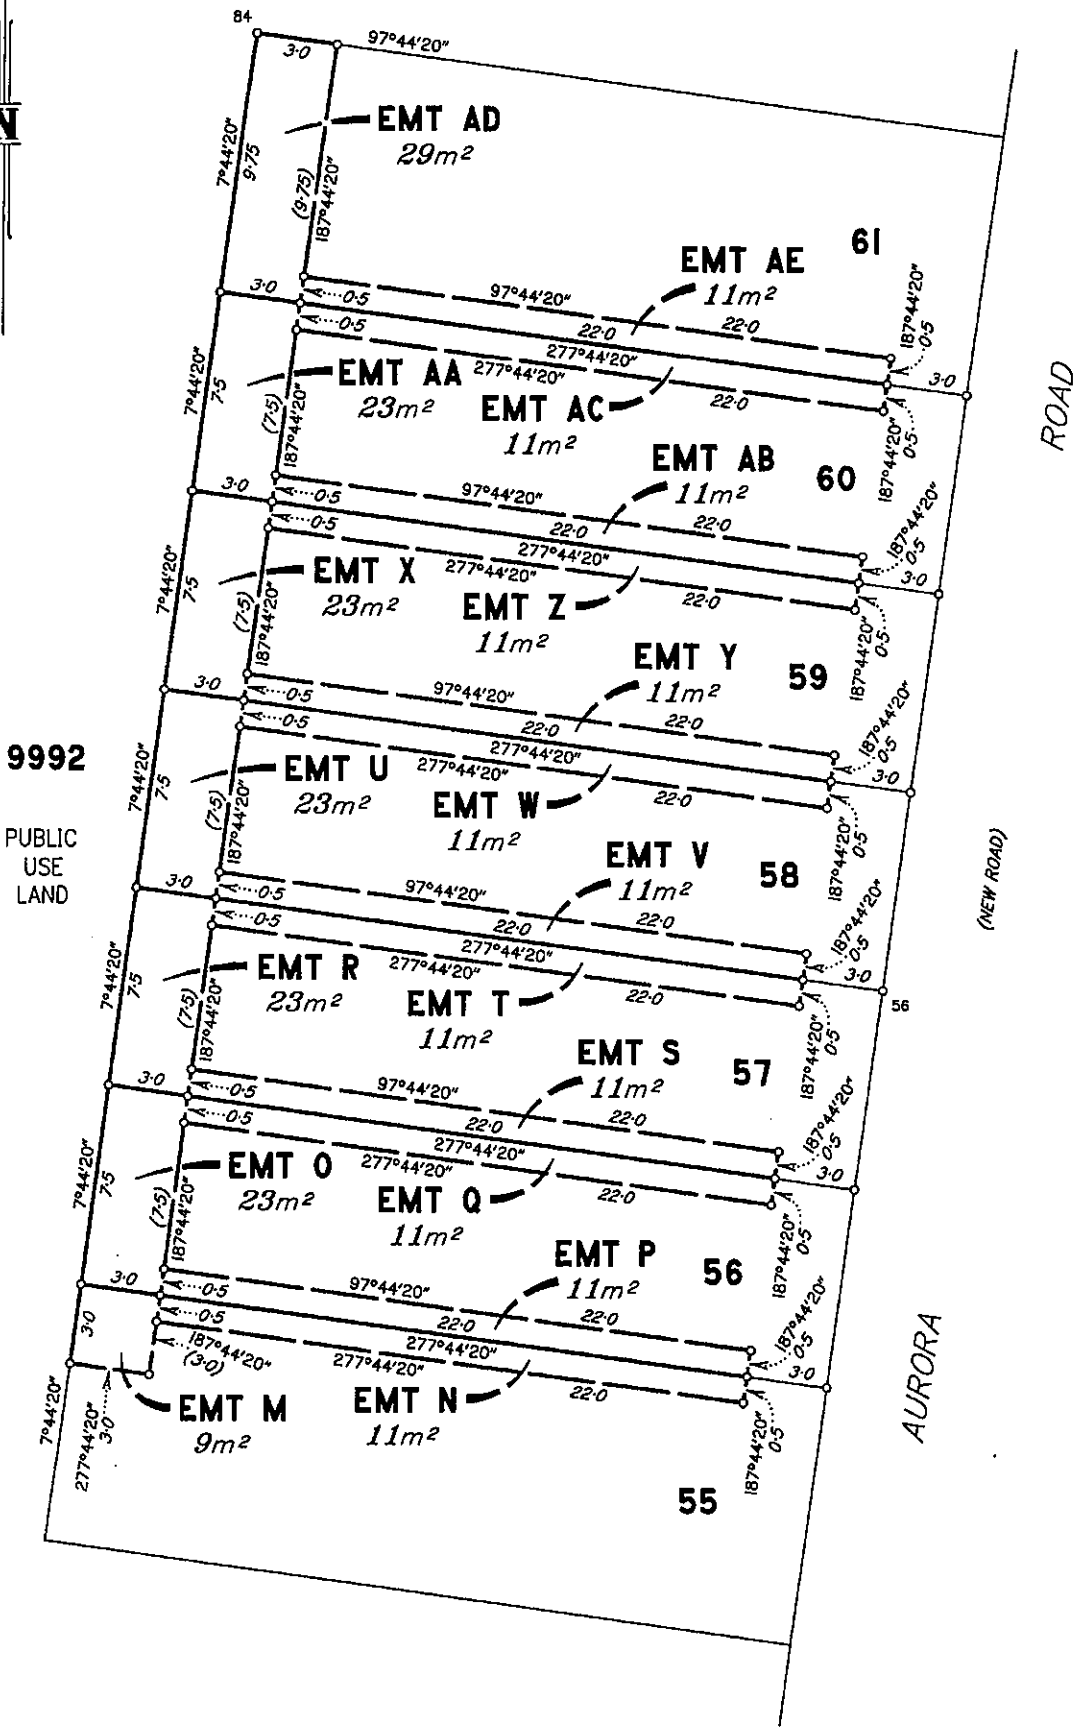 84
3·0
97°44'20"
N
7°44'20"
9·75
EMT AD
29m²
(9·75)
187°44'20"
61
EMT AE
11m²
3·0
0·5
97°44'20"
22·0
22·0
187°44'20"
0·5
0·5
277°44'20"
3·0
ROAD
7°44'20"
7·5
EMT AA
23m²
277°44'20"
22·0
EMT AC
11m²
187°44'20"
0·5
(7·5)
187°44'20"
EMT AB
11m²
60
3·0
0·5
97°44'20"
22·0
22·0
187°44'20"
0·5
0·5
277°44'20"
3·0
7°44'20"
7·5
EMT X
23m²
277°44'20"
22·0
EMT Z
11m²
187°44'20"
0·5
(7·5)
187°44'20"
EMT Y
11m²
59
3·0
0·5
97°44'20"
22·0
22·0
187°44'20"
0·5
0·5
277°44'20"
3·0
9992
PUBLIC
USE
LAND
7°44'20"
7·5
EMT U
23m²
277°44'20"
22·0
EMT W
11m²
187°44'20"
0·5
(7·5)
187°44'20"
EMT V
11m²
58
(NEW ROAD)
3·0
0·5
97°44'20"
22·0
22·0
187°44'20"
0·5
0·5
277°44'20"
3·0
56
7°44'20"
7·5
EMT R
23m²
277°44'20"
22·0
EMT T
11m²
187°44'20"
0·5
(7·5)
187°44'20"
EMT S
11m²
57
3·0
0·5
97°44'20"
22·0
22·0
187°44'20"
0·5
0·5
277°44'20"
3·0
7°44'20"
7·5
EMT O
23m²
277°44'20"
22·0
EMT Q
11m²
187°44'20"
0·5
(7·5)
187°44'20"
EMT P
11m²
56
3·0
0·5
97°44'20"
22·0
22·0
187°44'20"
0·5
0·5
277°44'20"
3·0
AURORA
3·0
187°44'20"
(3·0)
277°44'20"
22·0
187°44'20"
0·5
7°44'20"
277°44'20"
3·0
EMT M
9m²
EMT N
11m²
55